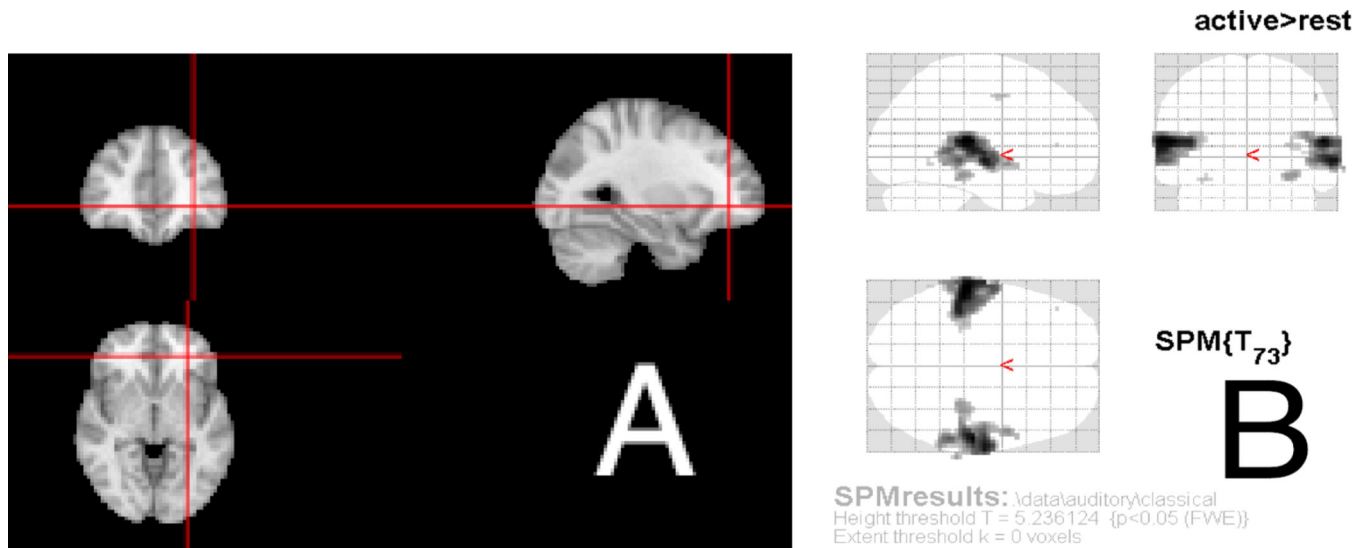 active>rest
A
<
<
<
SPM{T73}
B
SPMresults: .\data\auditory\classical
Height threshold T = 5.236124 {p<0.05 (FWE)}
Extent threshold k = 0 voxels